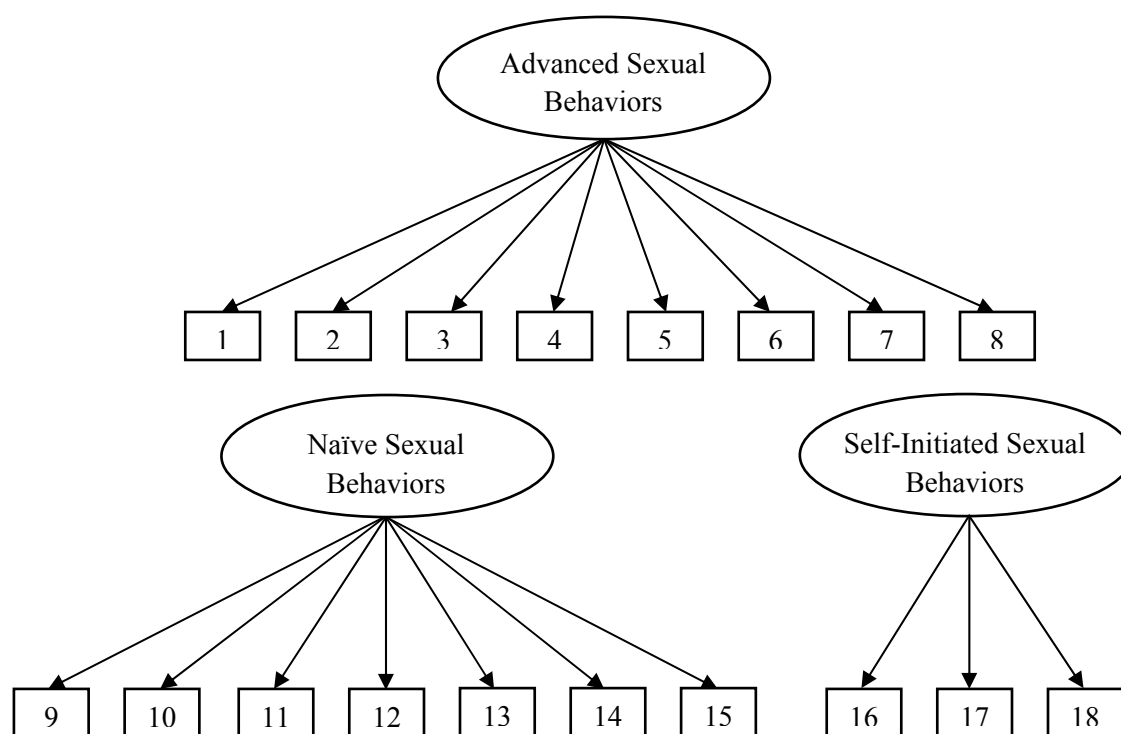 Advanced Sexual
Behaviors
1 2 3 4 5 6 7 8
Naïve Sexual
Behaviors
Self-Initiated Sexual
Behaviors
9 10 11 12 13 14 15 16 17 18